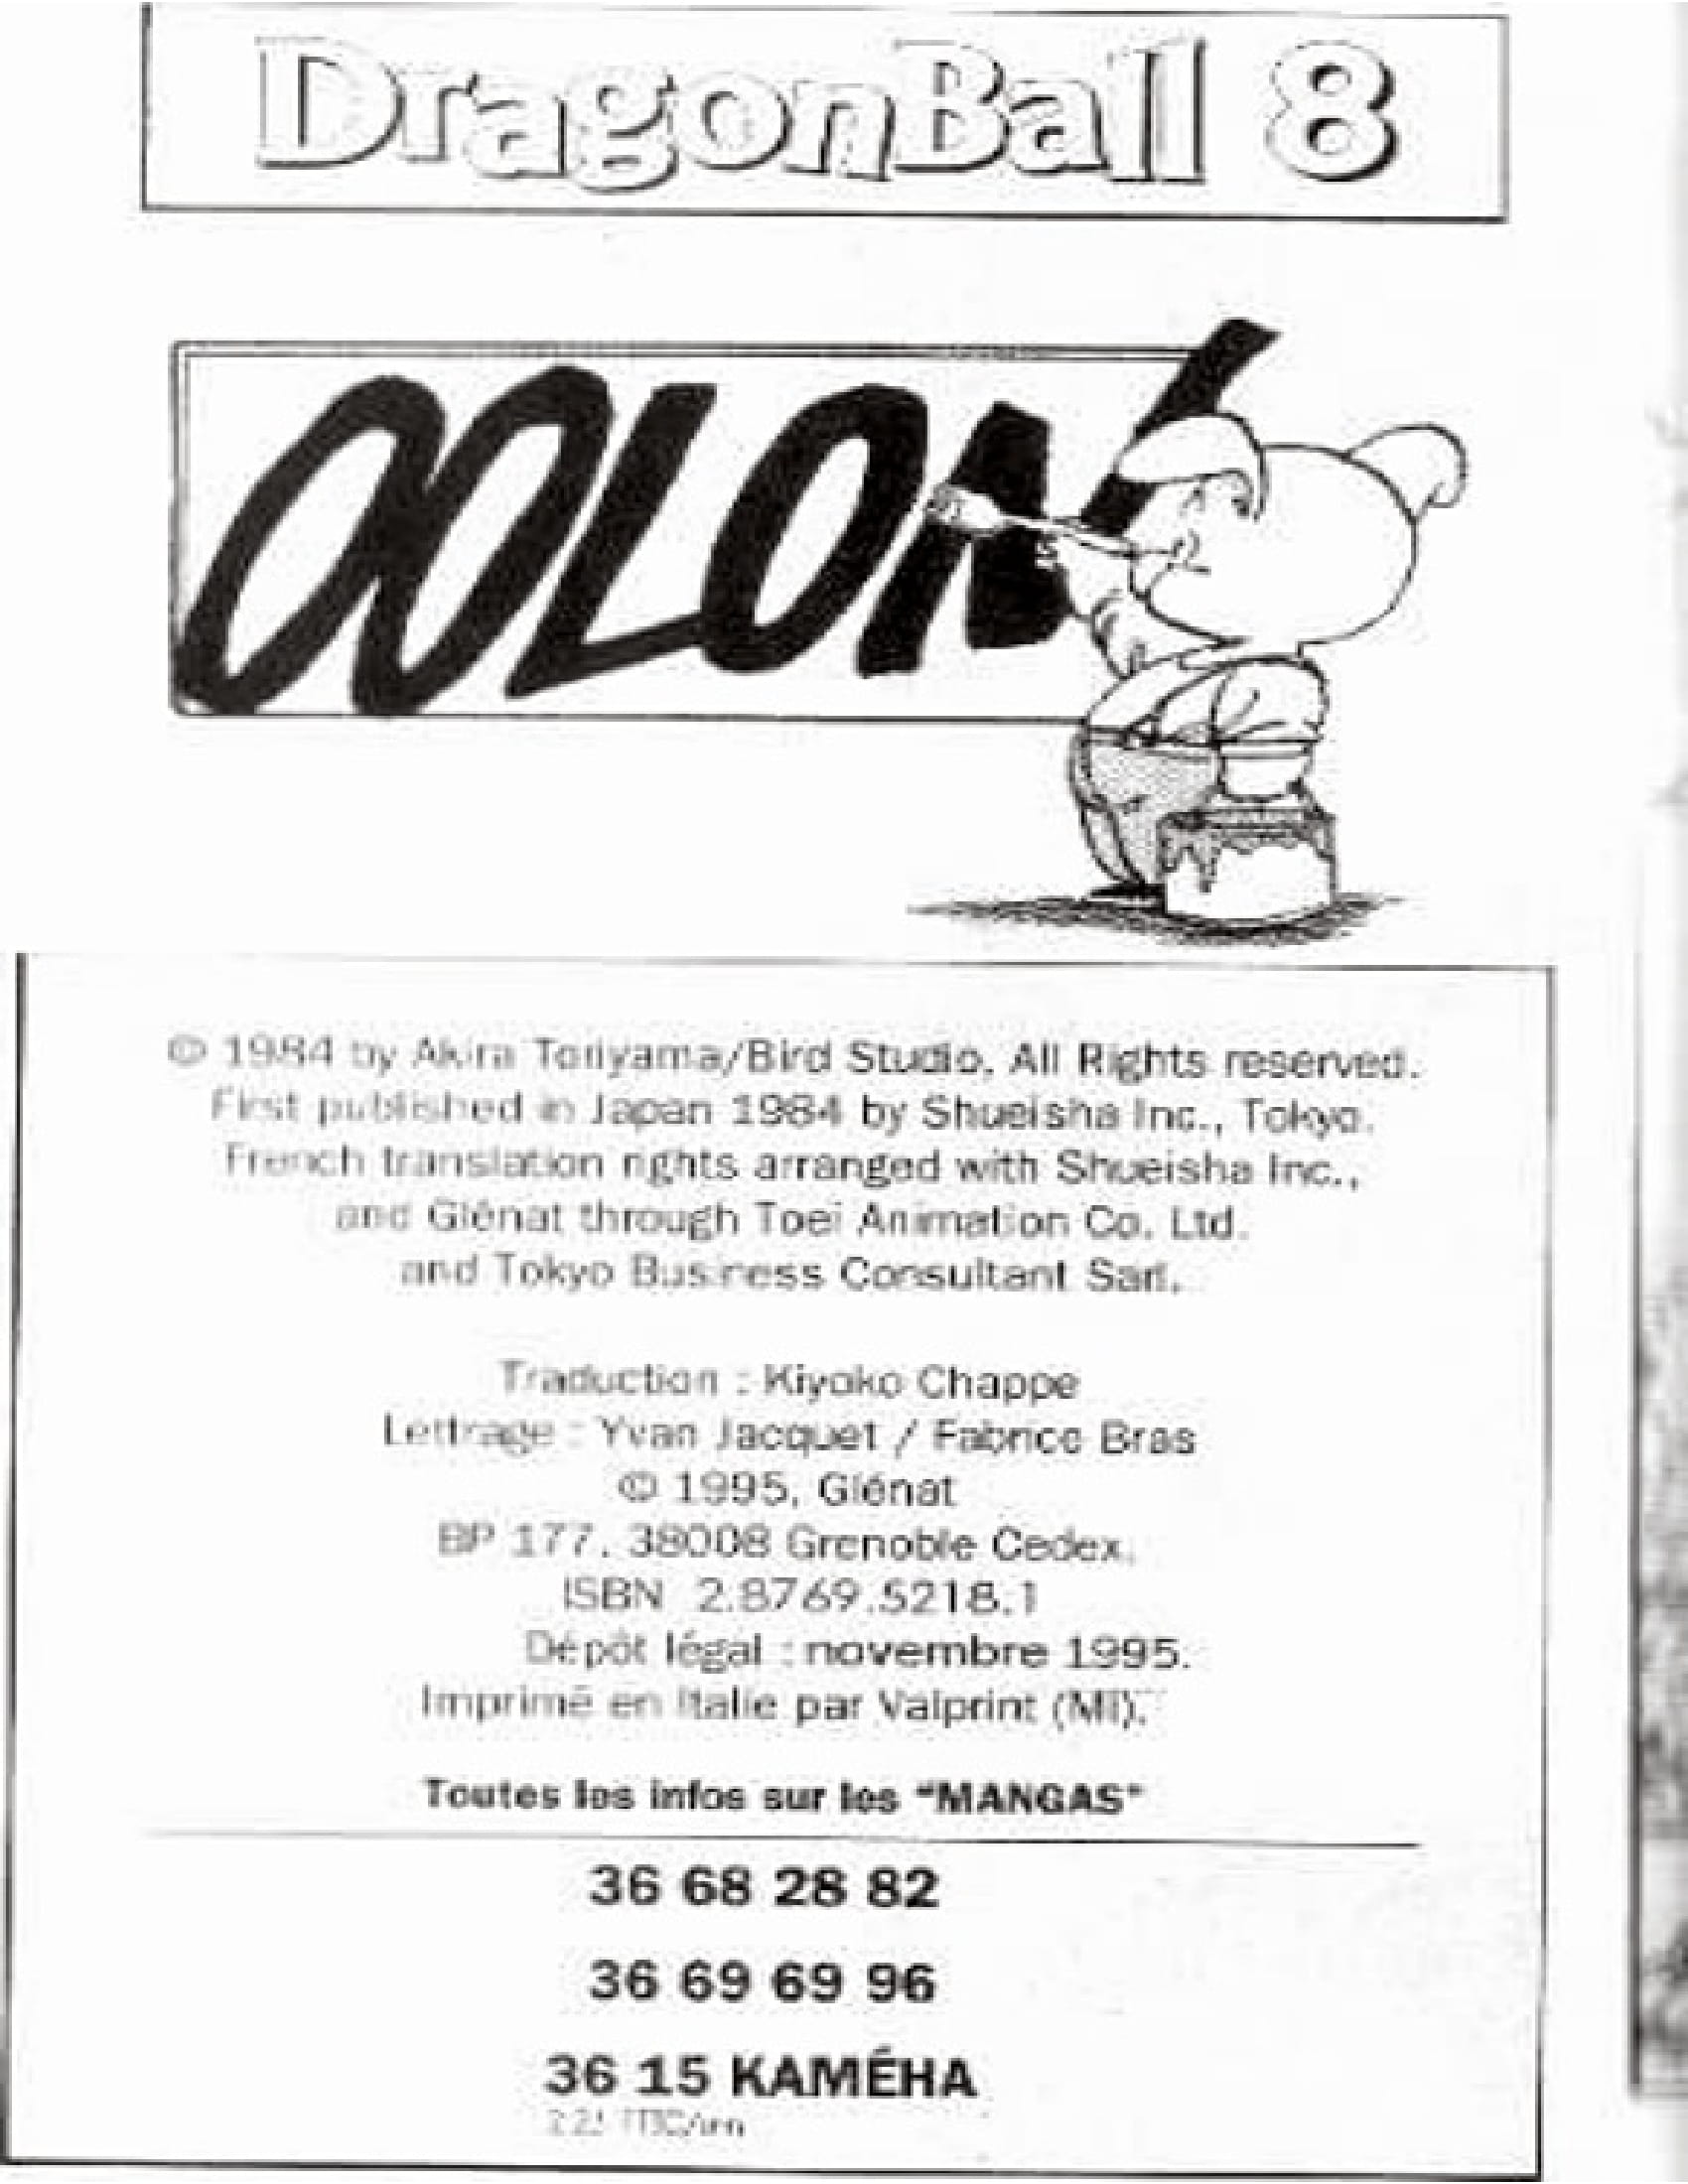 DragonBall 8
OOLONG
© 1984 by Akira Toriyama/Bird Studio, All Rights reserved.
First published in Japan 1984 by Shueisha Inc., Tokyo.
French translation rights arranged with Shueisha Inc.,
and Glénat through Toei Animation Co. Ltd.
and Tokyo Business Consultant Sarl.
Traduction : Kiyoko Chappe
Lettrage : Yvan Jacquet / Fabrice Bras
© 1995, Glénat
BP 177, 38008 Grenoble Cedex.
ISBN 2.8769.5218.1
Dépôt légal : novembre 1995.
Imprimé en Italie par Valprint (MI).
Toutes les infos sur les "MANGAS"
36 68 28 82
36 69 69 96
36 15 KAMÉHA